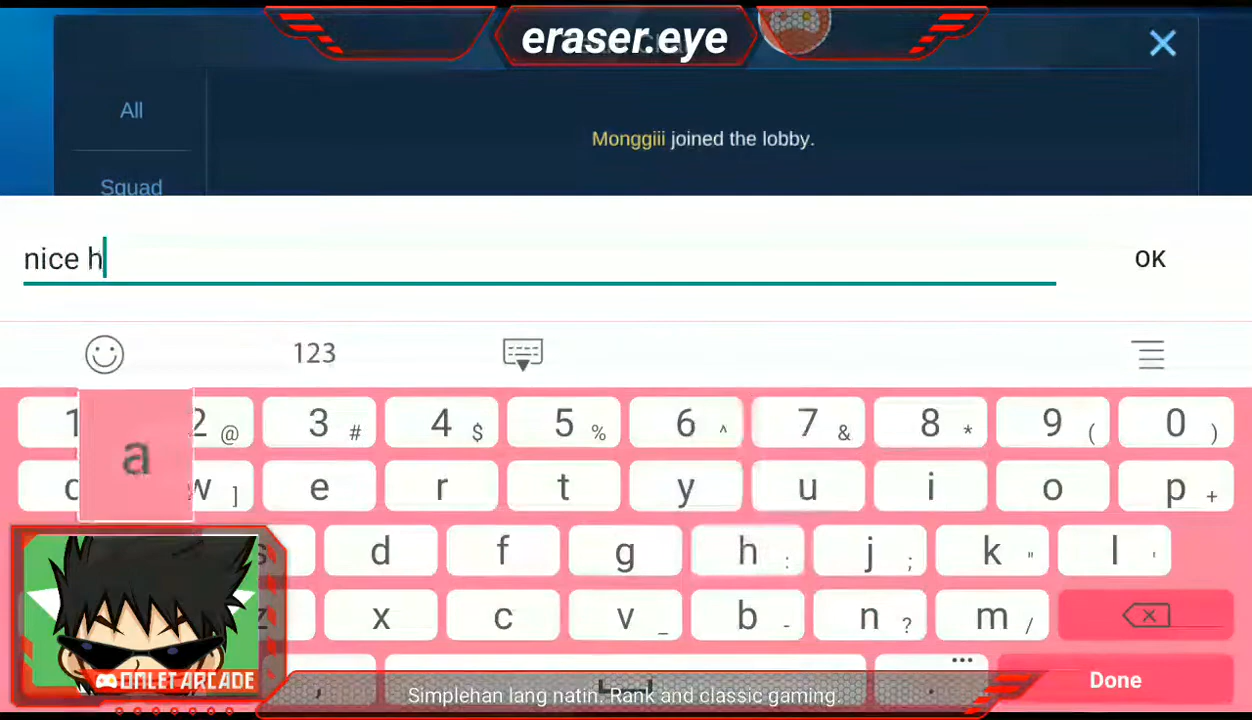 eraser.eye
All
Monggiii joined the lobby.
Squad
nice h
OK
123
1 2 @ 3 # 4 $ 5 % 6 ^ 7 & 8 * 9 ( 0 )
a
w ] e r t y u i o p +
s d f g h : j ; k " l '
z x c v _ b - n ? m /
, . Done
OMLET ARCADE
Simplehan lang natin. Rank and classic gaming.